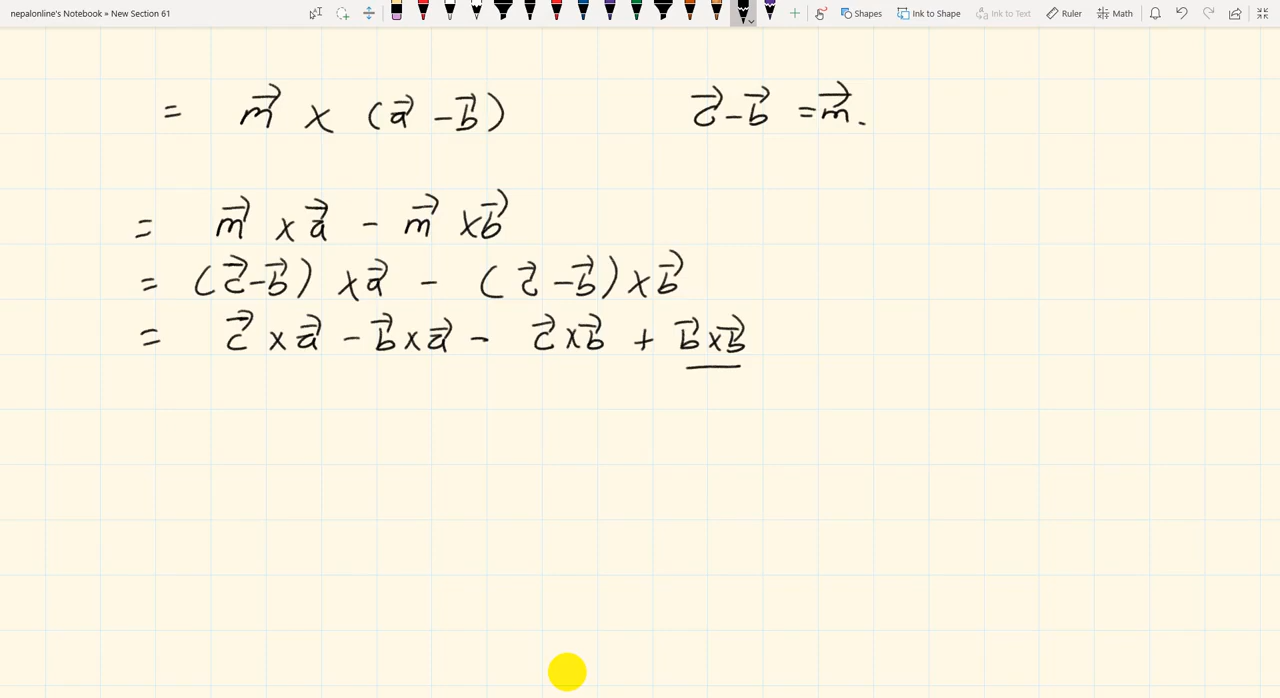 nepalonline's Notebook » New Section 61 Shapes Ink to Shape Ink to Text Ruler Math
= m⃗ × (a⃗ - b⃗) c⃗ - b⃗ = m⃗.
= m⃗ × a⃗ - m⃗ × b⃗
= (c⃗ - b⃗) × a⃗ - (c⃗ - b⃗) × b⃗
= c⃗ × a⃗ - b⃗ × a⃗ - c⃗ × b⃗ + b⃗ × b⃗